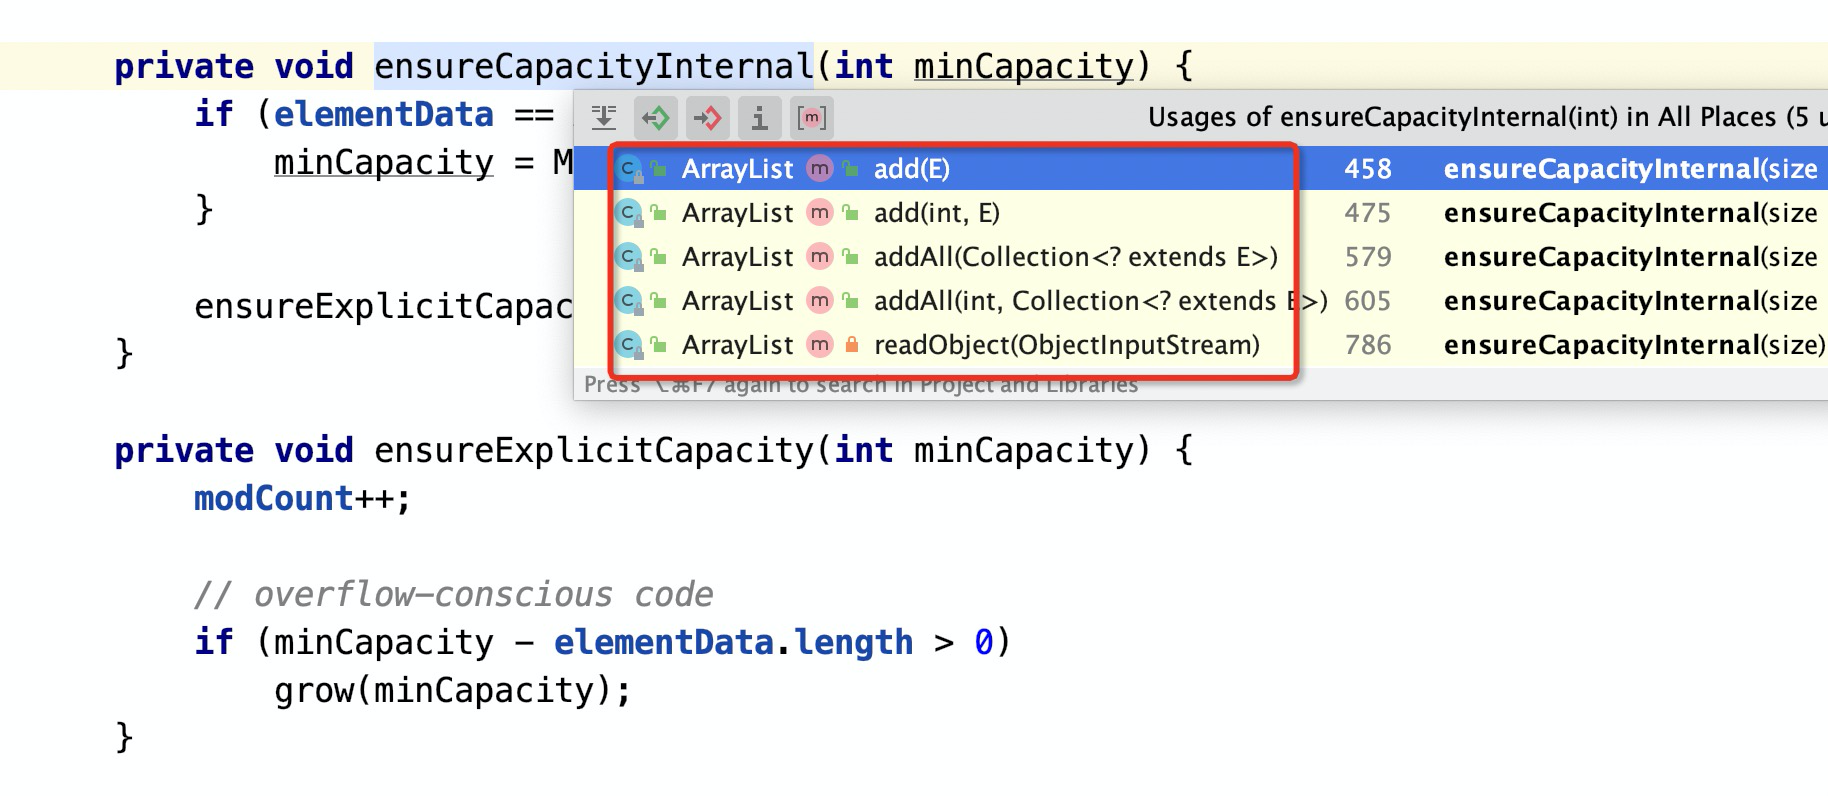 private void ensureCapacityInternal(int minCapacity) {
if (elementData ==
Usages of ensureCapacityInternal(int) in All Places (5 u
minCapacity = M
ArrayList m add(E) 458 ensureCapacityInternal(size
ArrayList m add(int, E) 475 ensureCapacityInternal(size
}
ArrayList m addAll(Collection<? extends E>) 579 ensureCapacityInternal(size
ensureExplicitCapac
ArrayList m addAll(int, Collection<? extends E>) 605 ensureCapacityInternal(size
}
ArrayList m readObject(ObjectInputStream) 786 ensureCapacityInternal(size)
Press ⌥⌘F7 again to search in Project and Libraries
private void ensureExplicitCapacity(int minCapacity) {
modCount++;
// overflow-conscious code
if (minCapacity - elementData.length > 0)
grow(minCapacity);
}